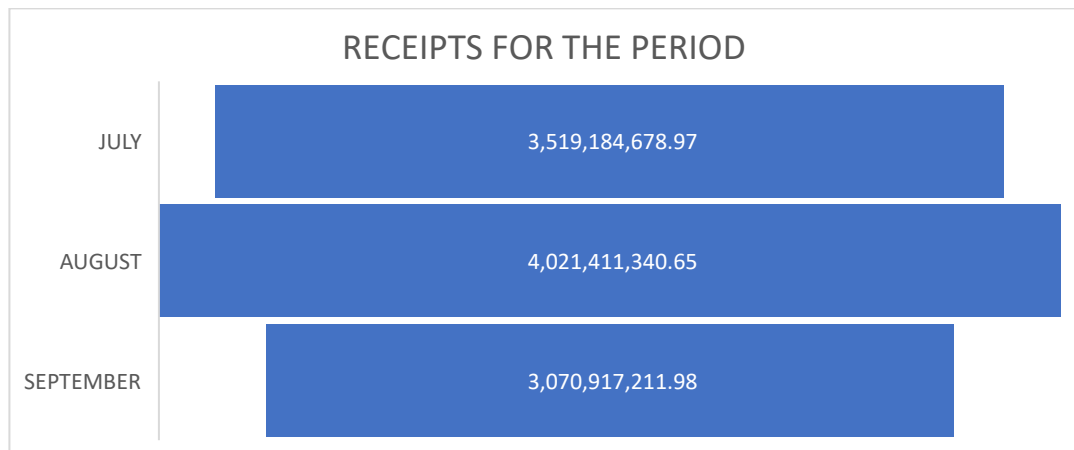 RECEIPTS FOR THE PERIOD
JULY 3,519,184,678.97
AUGUST 4,021,411,340.65
SEPTEMBER 3,070,917,211.98